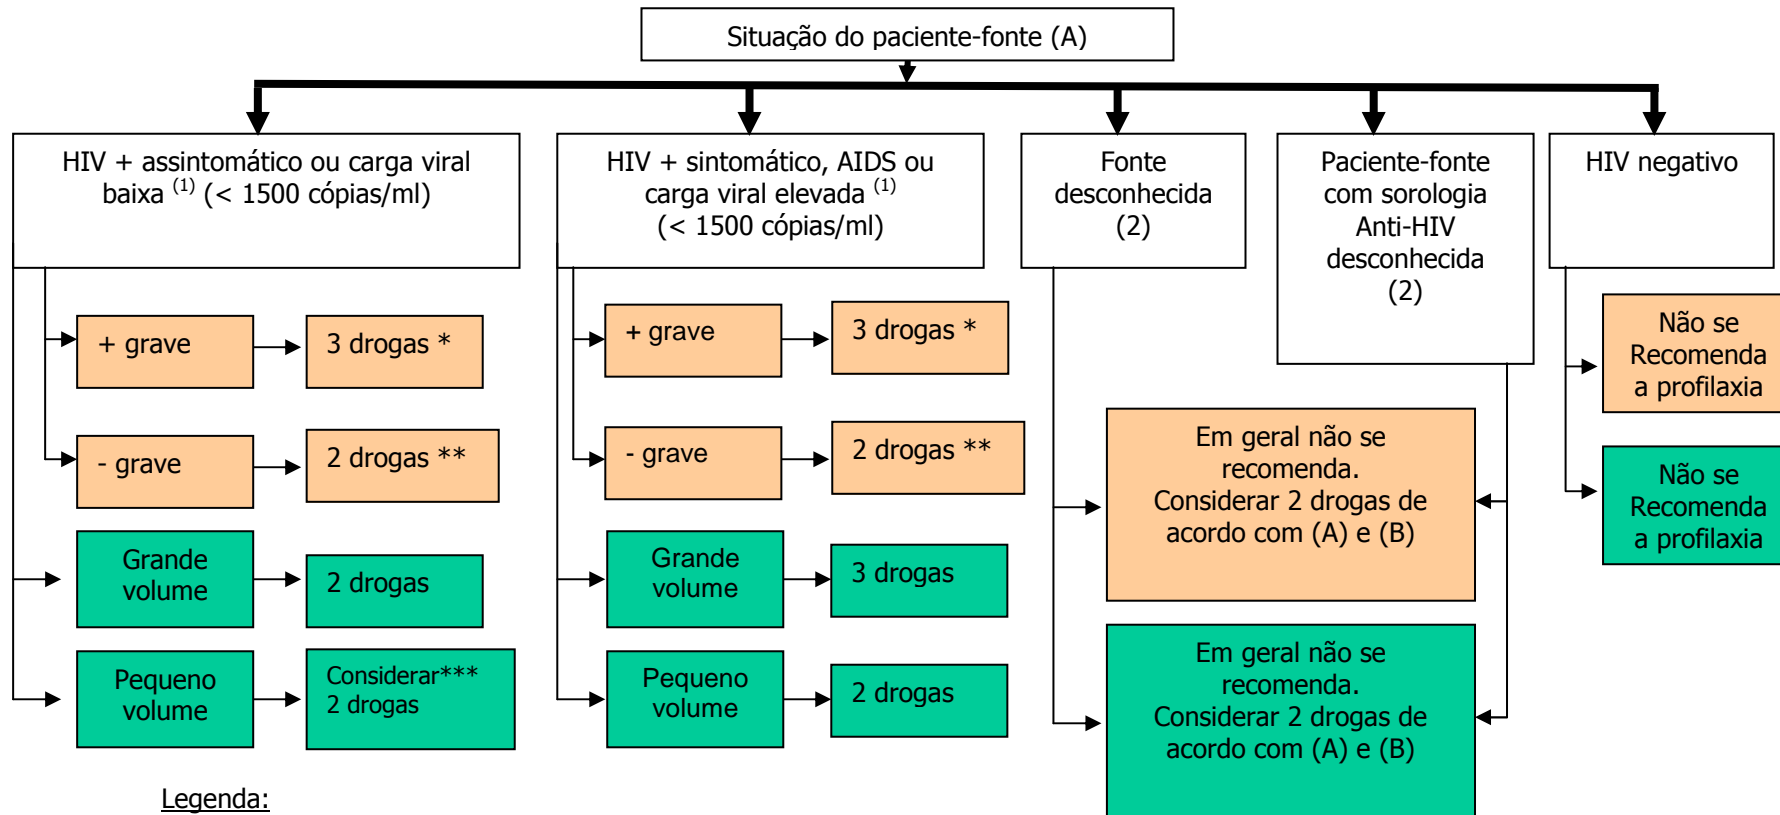 Situação do paciente-fonte (A)
HIV + assintomático ou carga viral
baixa (1) (< 1500 cópias/ml)
HIV + sintomático, AIDS ou
carga viral elevada (1)
(< 1500 cópias/ml)
Fonte
desconhecida
(2)
Paciente-fonte
com sorologia
Anti-HIV
desconhecida
(2)
HIV negativo
+ grave
3 drogas *
- grave
2 drogas **
Grande
volume
2 drogas
Pequeno
volume
Considerar***
2 drogas
+ grave
3 drogas *
- grave
2 drogas **
Grande
volume
3 drogas
Pequeno
volume
2 drogas
Em geral não se
recomenda.
Considerar 2 drogas de
acordo com (A) e (B)
Em geral não se
recomenda.
Considerar 2 drogas de
acordo com (A) e (B)
Não se
Recomenda
a profilaxia
Não se
Recomenda
a profilaxia
Legenda: